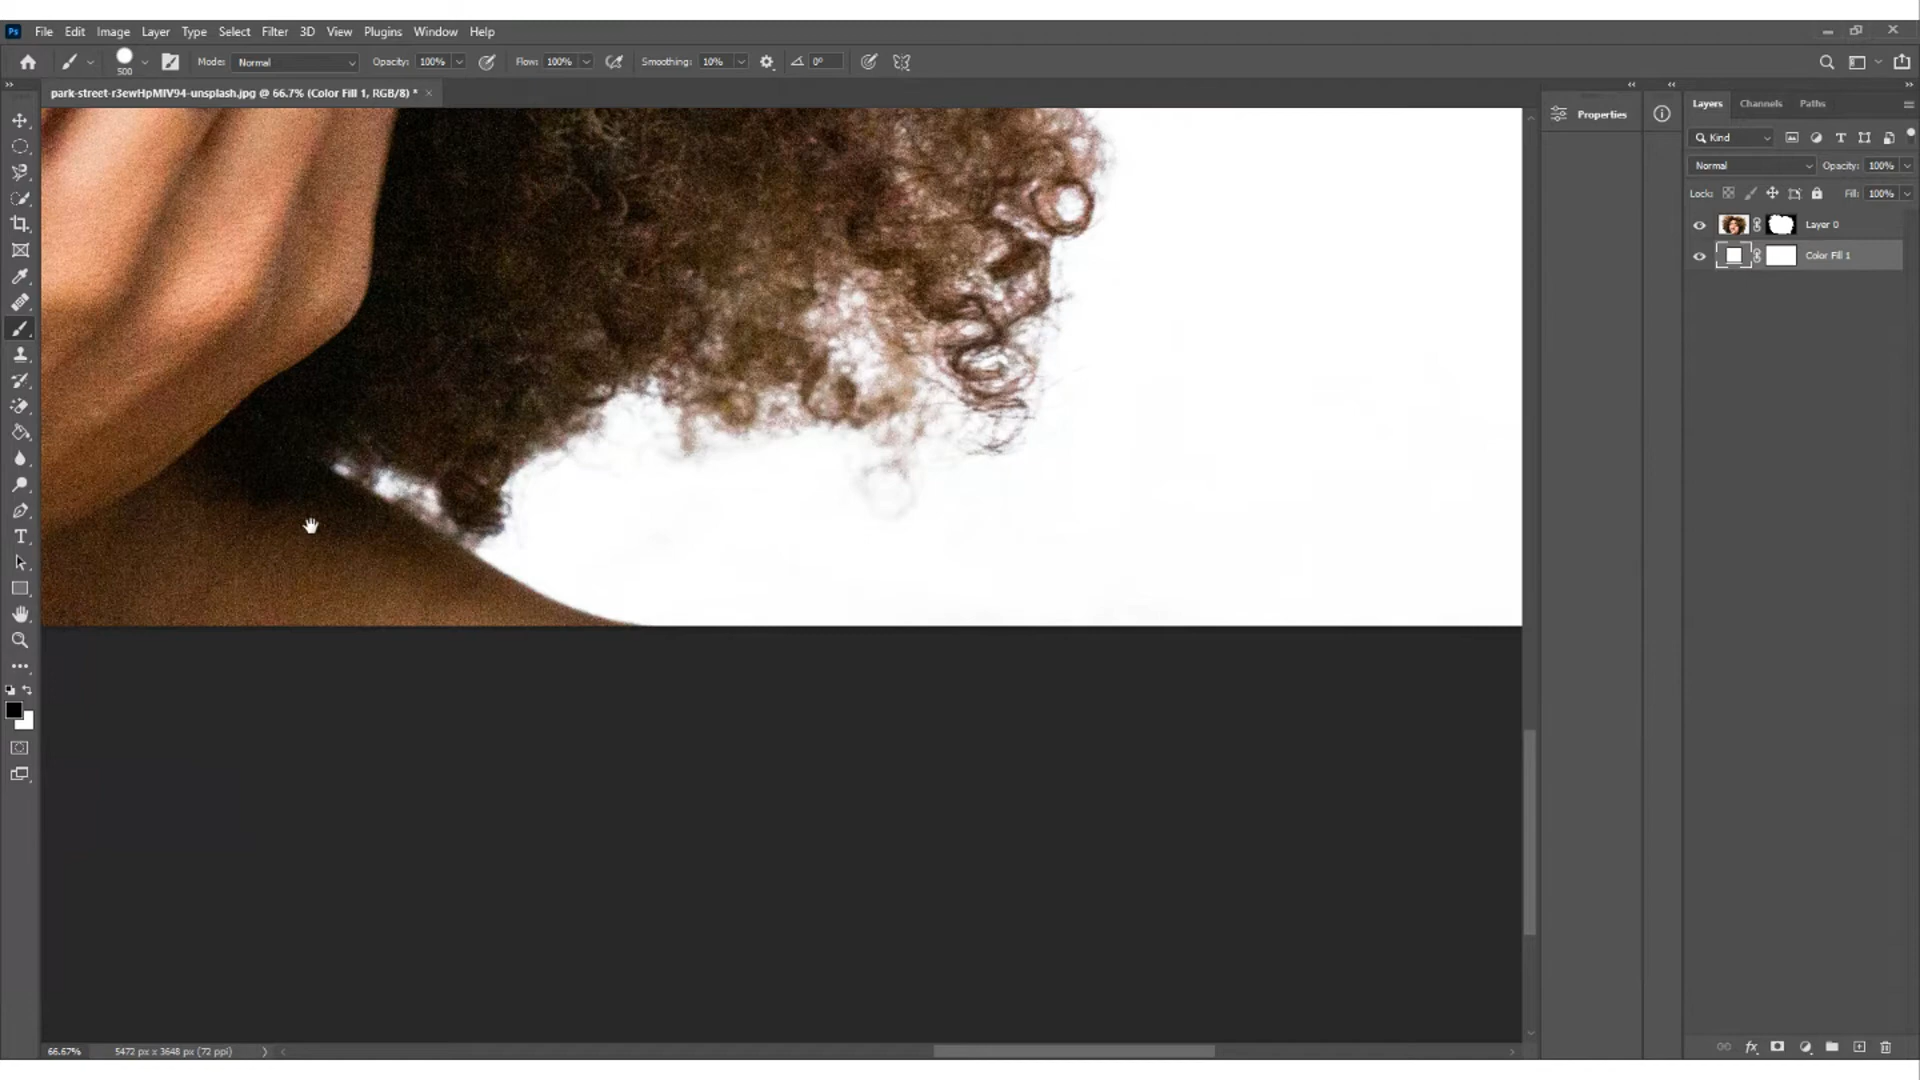 Ps File Edit Image Layer Type Select Filter 3D View Plugins Window Help
500 Mode: Normal Opacity: 100% Flow: 100% Smoothing: 10% 0°
park-street-r3ewHpMIV94-unsplash.jpg @ 66.7% (Color Fill 1, RGB/8) * ×
Properties
Layers Channels Paths
Kind
Normal Opacity: 100%
Lock: Fill: 100%
Layer 0
Color Fill 1
66.67% 5472 px x 3648 px (72 ppi)